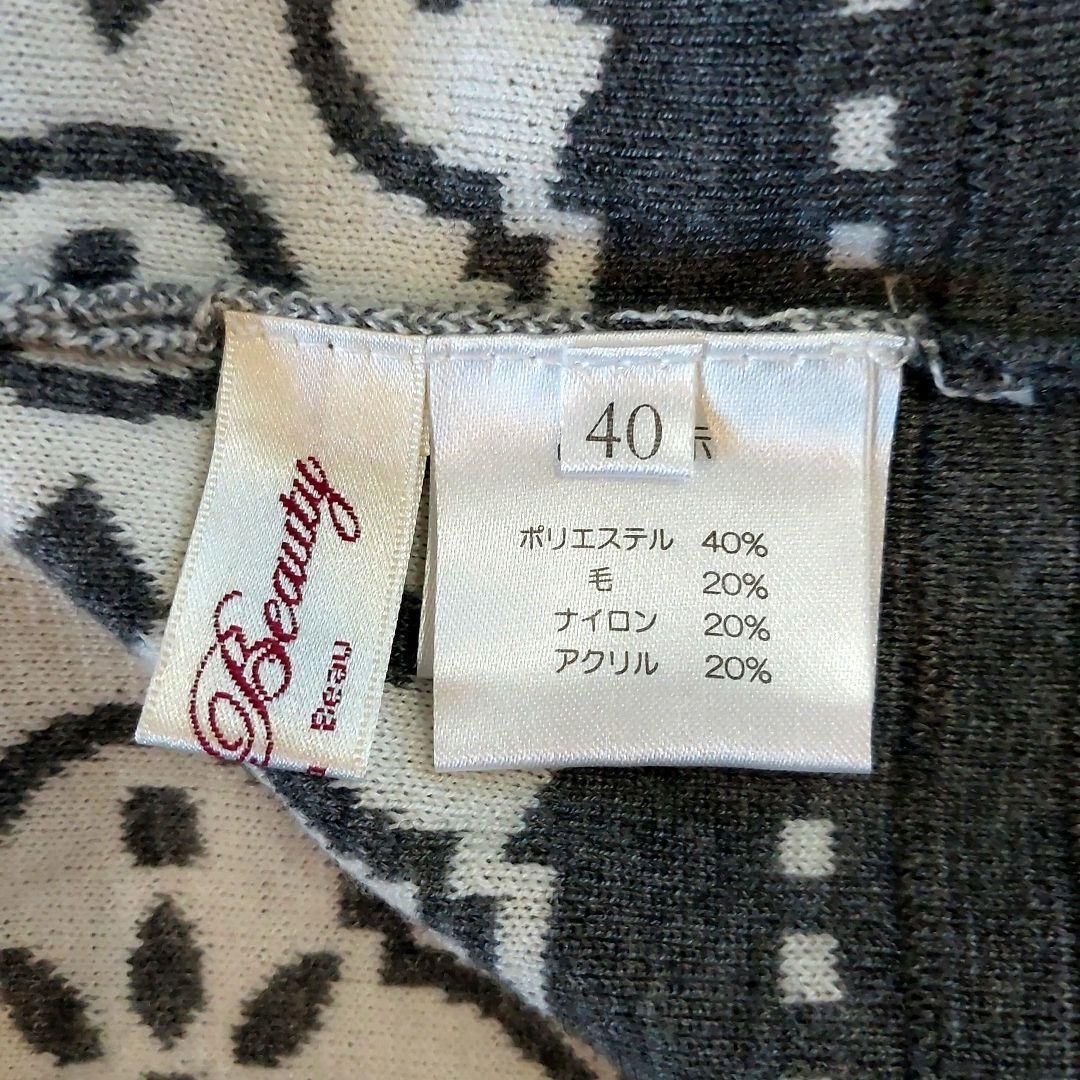 Beauty
Beau
40
ポリエステル 40%
毛 20%
ナイロン 20%
アクリル 20%